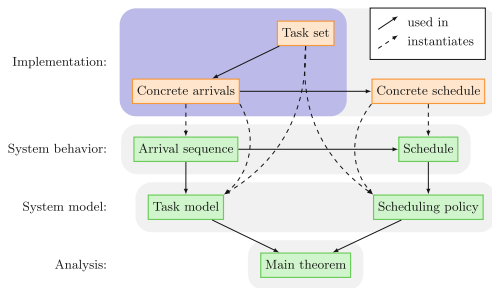 Task set
used in
instantiates
Implementation:
Concrete arrivals
Concrete schedule
System behavior:
Arrival sequence
Schedule
System model:
Task model
Scheduling policy
Analysis:
Main theorem